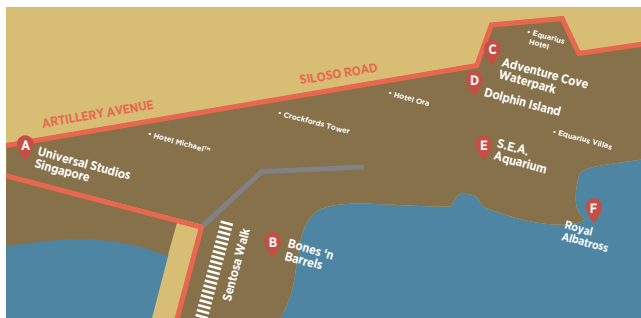 • Equarius
Hotel
C
Adventure Cove
Waterpark
D
Dolphin Island
SILOSO ROAD
• Hotel Ora
ARTILLERY AVENUE
• Crockfords Tower
• Hotel Michael™
• Equarius Villas
A
Universal Studios
Singapore
E
S.E.A.
Aquarium
F
Royal
Albatross
B
Bones ‘n
Barrels
Sentosa Walk